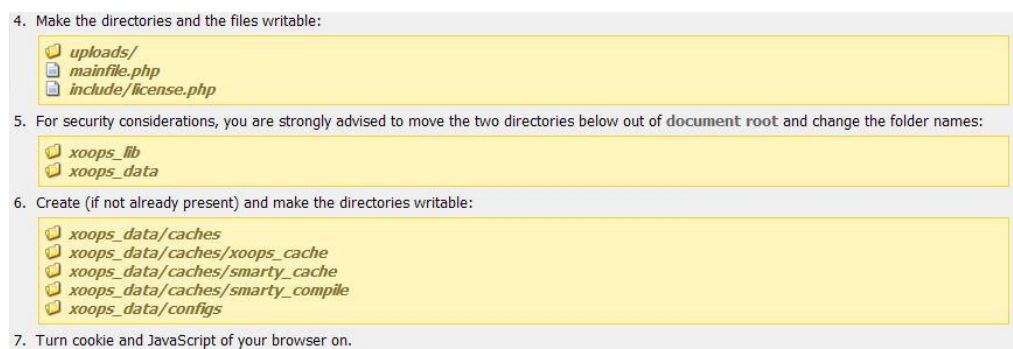 4. Make the directories and the files writable:
uploads/
mainfile.php
include/license.php
5. For security considerations, you are strongly advised to move the two directories below out of document root and change the folder names:
xoops_lib
xoops_data
6. Create (if not already present) and make the directories writable:
xoops_data/caches
xoops_data/caches/xoops_cache
xoops_data/caches/smarty_cache
xoops_data/caches/smarty_compile
xoops_data/configs
7. Turn cookie and JavaScript of your browser on.